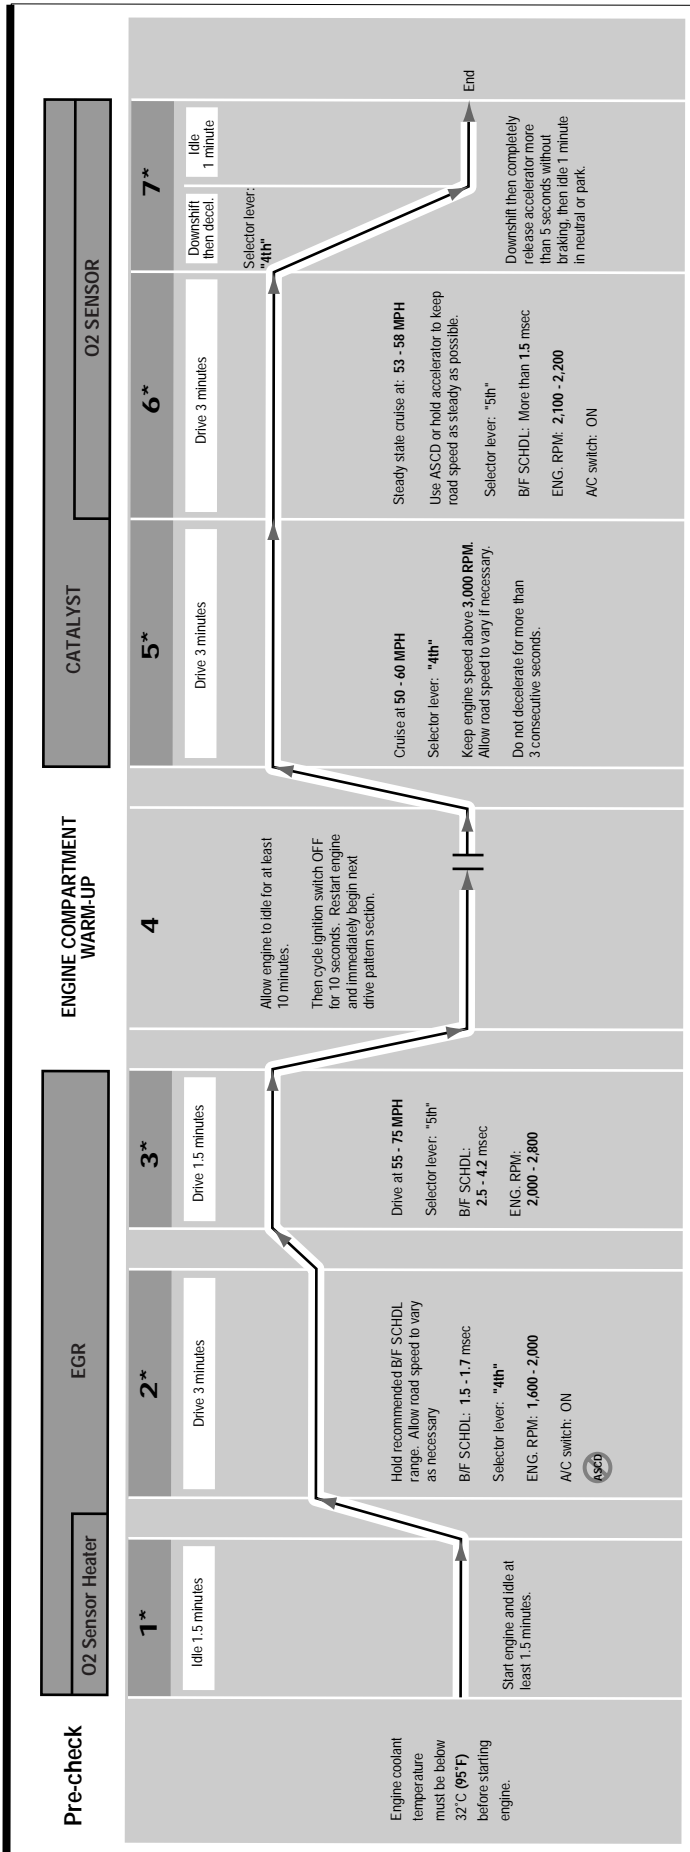 Pre-check
EGR
O2 Sensor Heater
ENGINE COMPARTMENT
WARM-UP
CATALYST
O2 SENSOR
Engine coolant
temperature
must be below
32˚C (95˚F)
before starting
engine.
1*
Idle 1.5 minutes
Start engine and idle at
least 1.5 minutes.
2*
Drive 3 minutes
Hold recommended B/F SCHDL
range. Allow road speed to vary
as necessary
B/F SCHDL: 1.5 - 1.7 msec
Selector lever: "4th"
ENG. RPM: 1,600 - 2,000
A/C switch: ON
ASCD
3*
Drive 1.5 minutes
Drive at 55 - 75 MPH
Selector lever: "5th"
B/F SCHDL:
2.5 - 4.2 msec
ENG. RPM:
2,000 - 2,800
4
Allow engine to idle for at least
10 minutes.
Then cycle ignition switch OFF
for 10 seconds. Restart engine
and immediately begin next
drive pattern section.
5*
Drive 3 minutes
Cruise at 50 - 60 MPH
Selector lever: "4th"
Keep engine speed above 3,000 RPM.
Allow road speed to vary if necessary.
Do not decelerate for more than
3 consecutive seconds.
6*
Drive 3 minutes
Steady state cruise at: 53 - 58 MPH
Use ASCD or hold accelerator to keep
road speed as steady as possible.
Selector lever: "5th"
B/F SCHDL: More than 1.5 msec
ENG. RPM: 2,100 - 2,200
A/C switch: ON
7*
Downshift
then decel.
Idle
1 minute
Selector lever:
"4th"
End
Downshift then completely
release accelerator more
than 5 seconds without
braking, then idle 1 minute
in neutral or park.